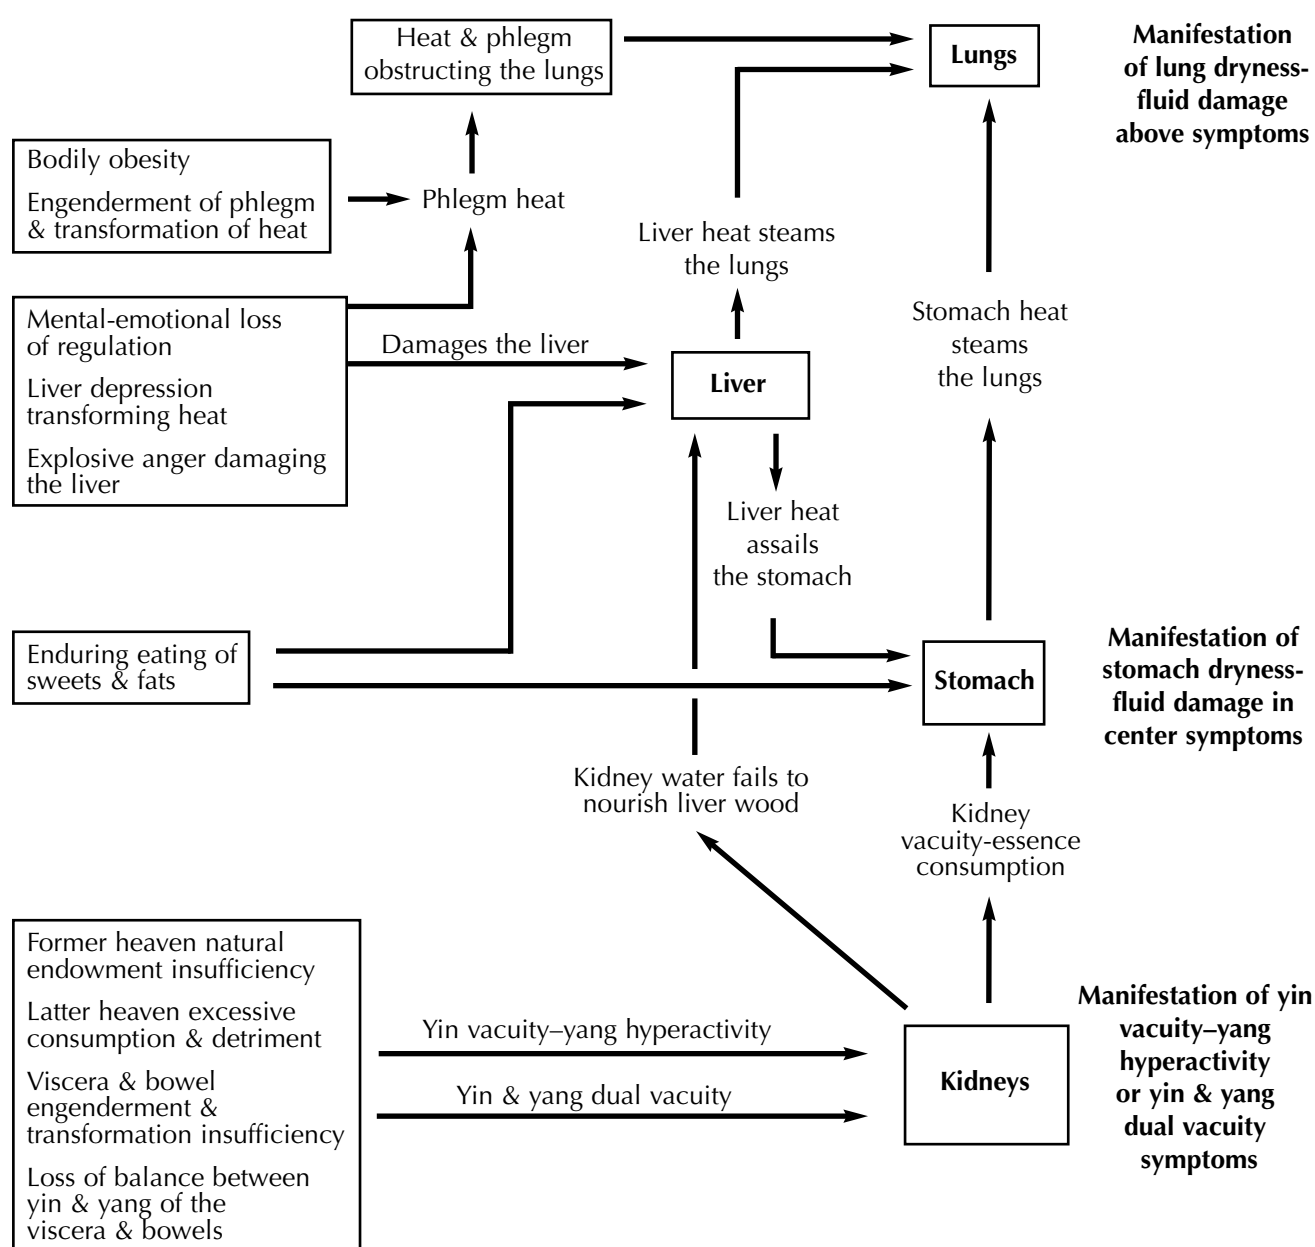 Heat & phlegm
obstructing the lungs
Lungs
Manifestation
of lung dryness-
fluid damage
above symptoms
Bodily obesity
Engenderment of phlegm
& transformation of heat
Phlegm heat
Liver heat steams
the lungs
Mental-emotional loss
of regulation
Liver depression
transforming heat
Explosive anger damaging
the liver
Damages the liver
Liver
Stomach heat
steams
the lungs
Liver heat
assails
the stomach
Enduring eating of
sweets & fats
Stomach
Manifestation of
stomach dryness-
fluid damage in
center symptoms
Kidney water fails to
nourish liver wood
Kidney
vacuity-essence
consumption
Former heaven natural
endowment insufficiency
Latter heaven excessive
consumption & detriment
Viscera & bowel
engenderment &
transformation insufficiency
Loss of balance between
yin & yang of the
viscera & bowels
Yin vacuity–yang hyperactivity
Yin & yang dual vacuity
Kidneys
Manifestation of yin
vacuity–yang
hyperactivity
or yin & yang
dual vacuity
symptoms